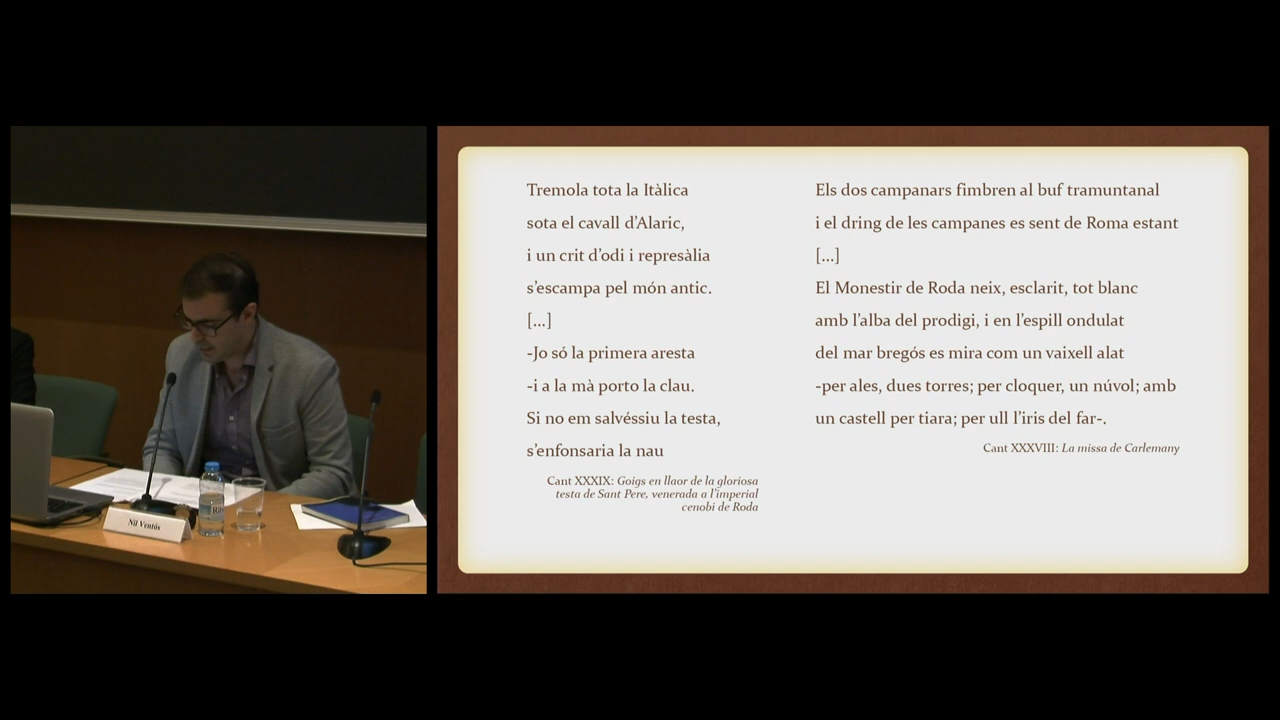 Tremola tota la Itàlica
sota el cavall d’Alaric,
i un crit d’odi i represàlia
s’escampa pel món antic.
[...]
-Jo só la primera aresta
-i a la mà porto la clau.
Si no em salvéssiu la testa,
s’enfonsaria la nau
Cant XXXIX: Goigs en llaor de la gloriosa
testa de Sant Pere, venerada a l’imperial
cenobi de Roda
Els dos campanars fimbren al buf tramuntanal
i el dring de les campanes es sent de Roma estant
[...]
El Monestir de Roda neix, esclarit, tot blanc
amb l’alba del prodigi, i en l’espill ondulat
del mar bregós es mira com un vaixell alat
-per ales, dues torres; per cloquer, un núvol; amb
un castell per tiara; per ull l’iris del far-.
Cant XXXVIII: La missa de Carlemany
Nil Ventós